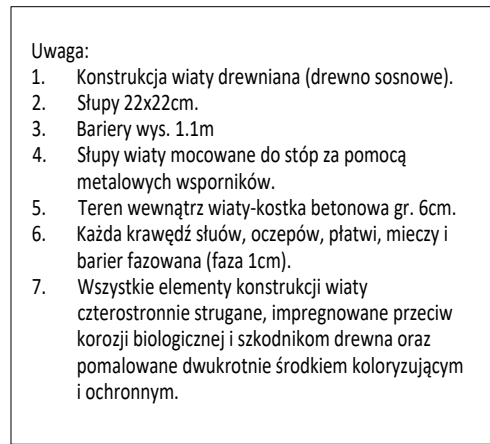 Uwaga:
1. Konstrukcja wiaty drewniana (drewno sosnowe).
2. Słupy 22x22cm.
3. Bariery wys. 1.1m
4. Słupy wiaty mocowane do stóp za pomocą
metalowych wsporników.
5. Teren wewnątrz wiaty-kostka betonowa gr. 6cm.
6. Każda krawędź słuów, oczepów, płatwi, mieczy i
barier fazowana (faza 1cm).
7. Wszystkie elementy konstrukcji wiaty
czterostronnie strugane, impregnowane przeciw
korozji biologicznej i szkodnikom drewna oraz
pomalowane dwukrotnie środkiem koloryzującym
i ochronnym.